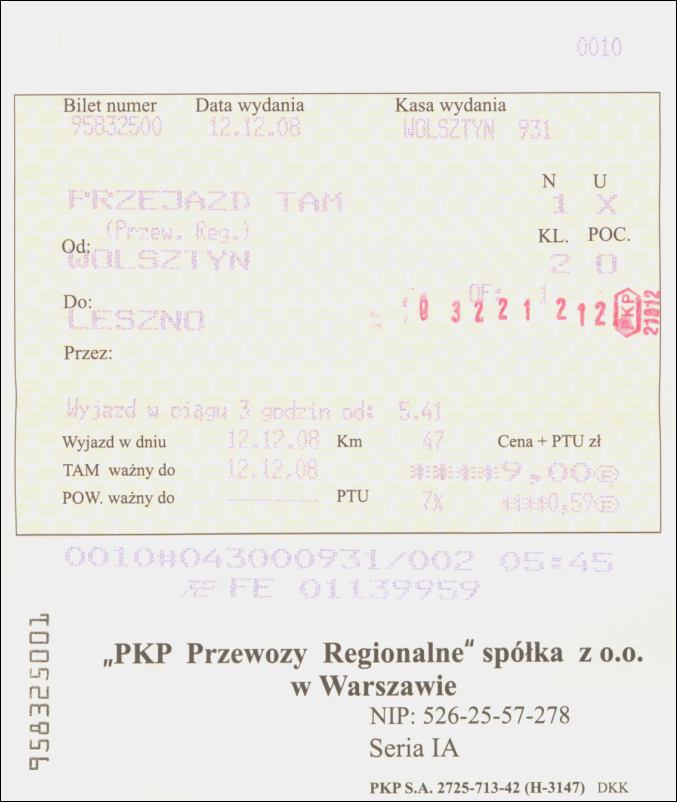 0010
Bilet numer Data wydania Kasa wydania
95832500 12.12.08 WOLSZTYN 931
N U
PRZEJAZD TAM 1 X
(Przew. Reg.) KL. POC.
Od: WOLSZTYN 2 O
OF: 1
Do: LESZNO 0 3 2 2 1 2 1 2 PKP 21912
Przez:
Wyjazd w ciągu 3 godzin od: 5.41
Wyjazd w dniu 12.12.08 Km 47 Cena + PTU zł
TAM ważny do 12.12.08 *****9,00
POW. ważny do ---------- PTU 7% ***0,59
0010#043000931/002 05:45
FE 01139959
958325001
„PKP Przewozy Regionalne“ spółka z o.o.
w Warszawie
NIP: 526-25-57-278
Seria IA
PKP S.A. 2725-713-42 (H-3147) DKK